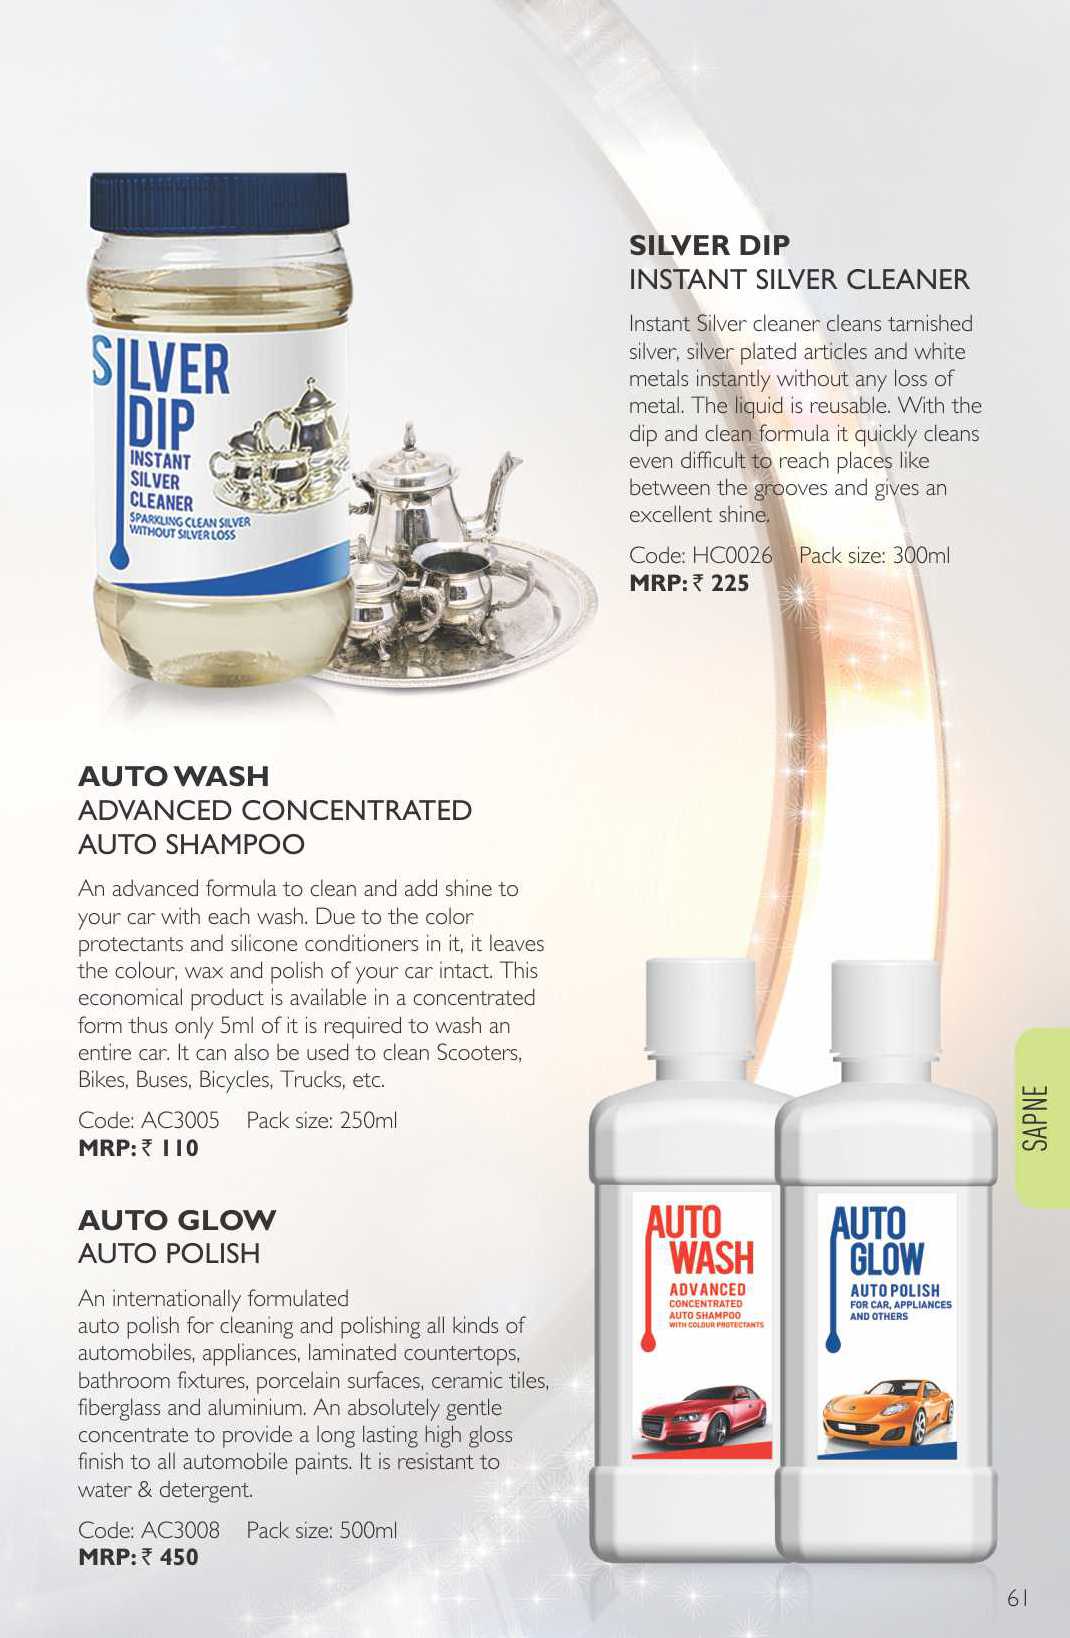 SILVER
DIP
INSTANT
SILVER
CLEANER
SPARKLING CLEAN SILVER
WITHOUT SILVER LOSS
SILVER DIP
INSTANT SILVER CLEANER
Instant Silver cleaner cleans tarnished
silver, silver plated articles and white
metals instantly without any loss of
metal. The liquid is reusable. With the
dip and clean formula it quickly cleans
even difficult to reach places like
between the grooves and gives an
excellent shine.
Code: HC0026 Pack size: 300ml
MRP: ₹ 225
AUTO WASH
ADVANCED CONCENTRATED
AUTO SHAMPOO
An advanced formula to clean and add shine to
your car with each wash. Due to the color
protectants and silicone conditioners in it, it leaves
the colour, wax and polish of your car intact. This
economical product is available in a concentrated
form thus only 5ml of it is required to wash an
entire car. It can also be used to clean Scooters,
Bikes, Buses, Bicycles, Trucks, etc.
Code: AC3005 Pack size: 250ml
MRP: ₹ 110
AUTO GLOW
AUTO POLISH
An internationally formulated
auto polish for cleaning and polishing all kinds of
automobiles, appliances, laminated countertops,
bathroom fixtures, porcelain surfaces, ceramic tiles,
fiberglass and aluminium. An absolutely gentle
concentrate to provide a long lasting high gloss
finish to all automobile paints. It is resistant to
water & detergent.
Code: AC3008 Pack size: 500ml
MRP: ₹ 450
AUTO
WASH
ADVANCED
CONCENTRATED
AUTO SHAMPOO
WITH COLOUR PROTECTANTS
AUTO
GLOW
AUTO POLISH
FOR CAR, APPLIANCES
AND OTHERS
SAPNE
61